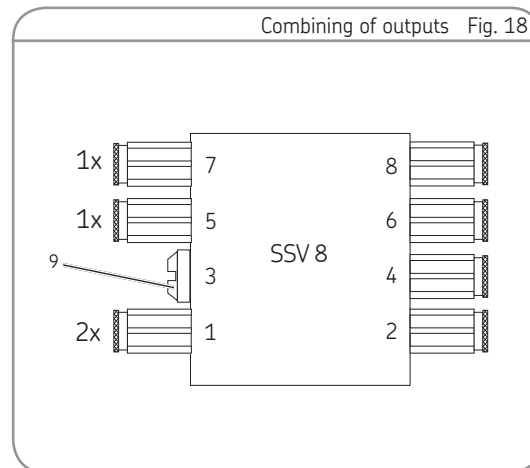 Combining of outputs Fig. 18
1x 7 8
1x 5 6
SSV 8
9 3 4
2x 1 2